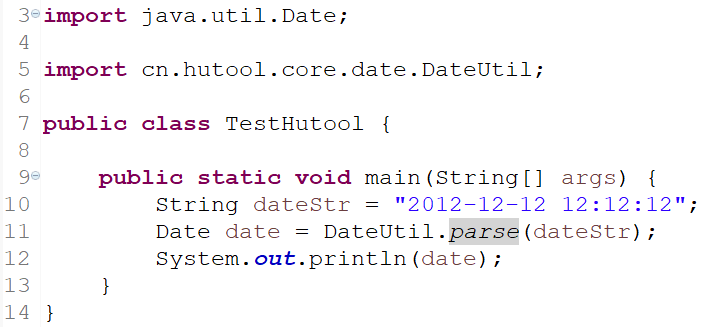 3 import java.util.Date;
4
5 import cn.hutool.core.date.DateUtil;
6
7 public class TestHutool {
8
9     public static void main(String[] args) {
10         String dateStr = "2012-12-12 12:12:12";
11         Date date = DateUtil.parse(dateStr);
12         System.out.println(date);
13     }
14 }